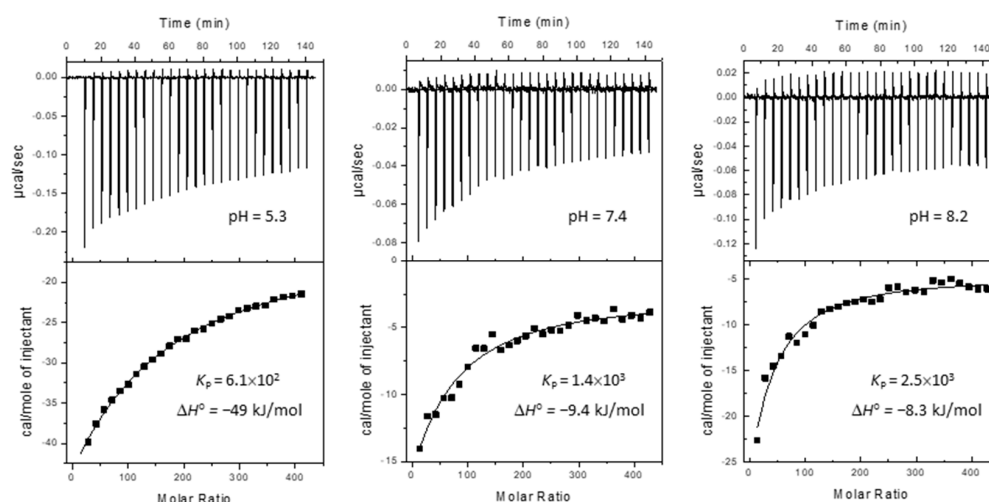 Time (min)
0 20 40 60 80 100 120 140
0.00
-0.05
-0.10
-0.15
-0.20
µcal/sec
pH = 5.3
-20
-25
-30
-35
-40
cal/mole of injectant
Kp = 6.1×10²
ΔH° = −49 kJ/mol
0 100 200 300 400
Molar Ratio
Time (min)
0 20 40 60 80 100 120 140
0.00
-0.02
-0.04
-0.06
-0.08
µcal/sec
pH = 7.4
0
-5
-10
-15
cal/mole of injectant
Kp = 1.4×10³
ΔH° = −9.4 kJ/mol
0 100 200 300 400
Molar Ratio
Time (min)
0 20 40 60 80 100 120 140
0.02
0.00
-0.02
-0.04
-0.06
-0.08
-0.10
-0.12
µcal/sec
pH = 8.2
-5
-10
-15
-20
-25
cal/mole of injectant
Kp = 2.5×10³
ΔH° = −8.3 kJ/mol
0 100 200 300 400
Molar Ratio